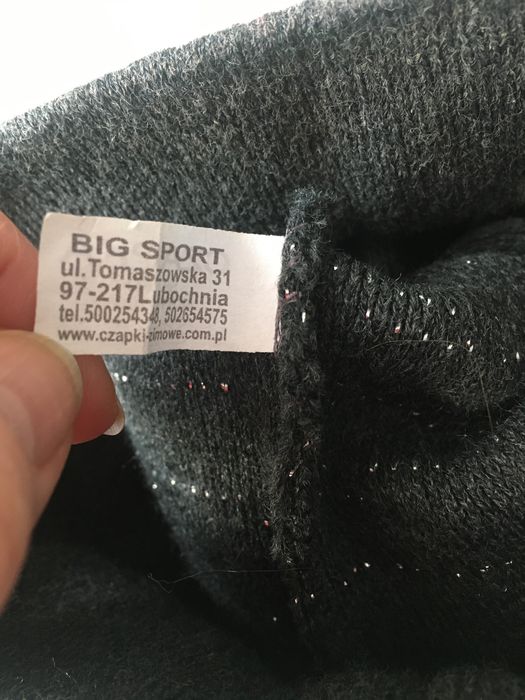 BIG SPORT
ul.Tomaszowska 31
97-217Lubochnia
tel.500254348, 502654575
www.czapki-zimowe.com.pl